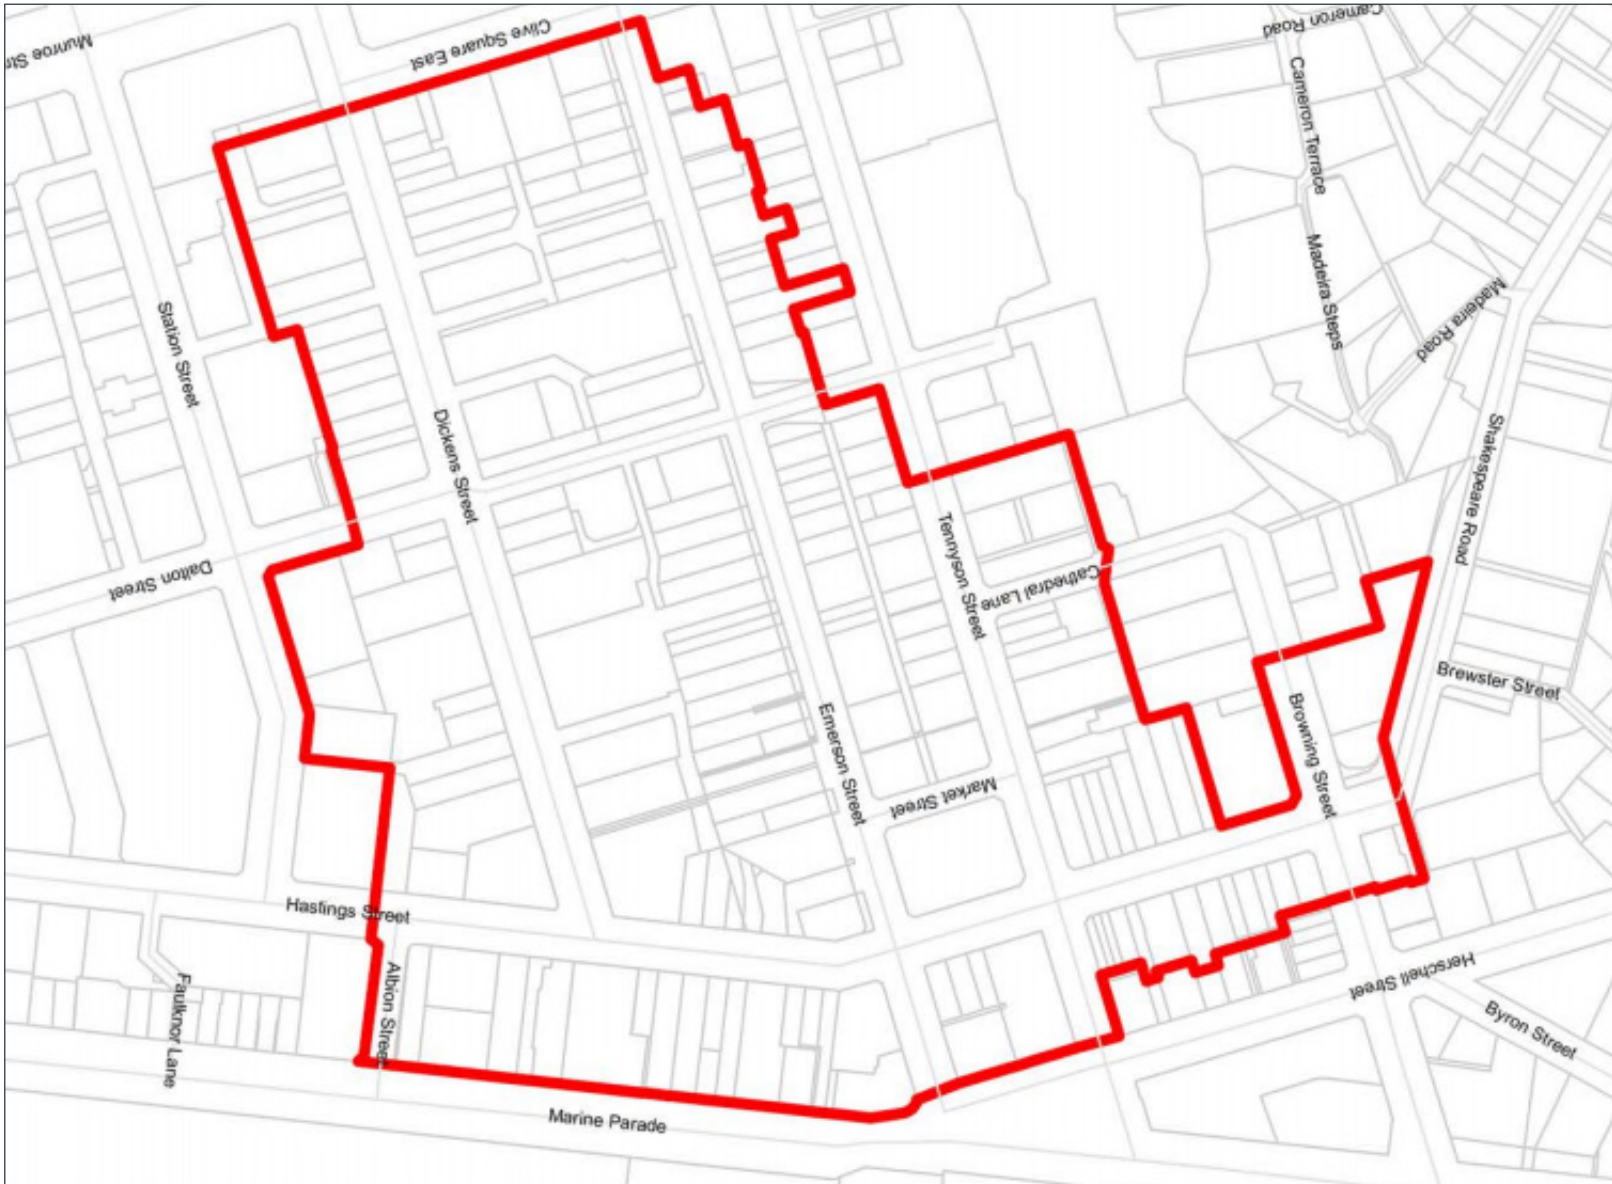 Munroe Str
Clive Square East
Cameron Road
Cameron Terrace
Madeira Steps
Madeira Road
Station Street
Dickens Street
Shakespeare Road
Dalton Street
Tennyson Street
Cathedral Lane
Brewster Street
Emerson Street
Browning Street
Market Street
Hastings Street
Albion Street
Faulknor Lane
Herschell Street
Byron Street
Marine Parade